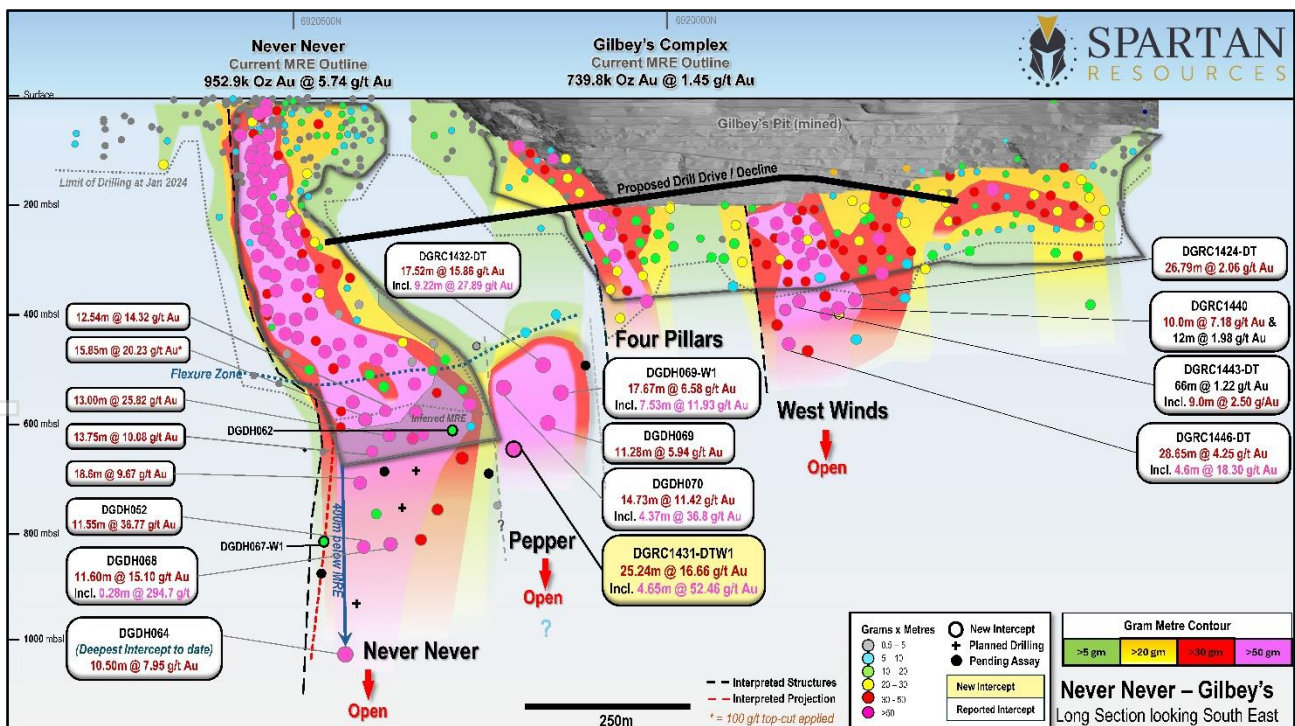 6920500N
6920000N
SPARTAN
RESOURCES
Never Never
Current MRE Outline
952.9k Oz Au @ 5.74 g/t Au
Gilbey's Complex
Current MRE Outline
739.8k Oz Au @ 1.45 g/t Au
Surface
Gilbey's Pit (mined)
Limit of Drilling at Jan 2024
Proposed Drill Drive / Decline
200 mbsl
400 mbsl
600 mbsl
800 mbsl
1000 mbsl
DGRC1432-DT
17.52m @ 15.86 g/t Au
Incl. 9.22m @ 27.89 g/t Au
12.54m @ 14.32 g/t Au
15.85m @ 20.23 g/t Au*
Flexure Zone
13.00m @ 25.82 g/t Au
DGDH062
Inferred MRE
13.75m @ 10.08 g/t Au
18.6m @ 9.67 g/t Au
DGDH052
11.55m @ 36.77 g/t Au
DGDH067-W1
DGDH068
11.60m @ 15.10 g/t Au
Incl. 0.28m @ 294.7 g/t
DGDH064
(Deepest Intercept to date)
10.50m @ 7.95 g/t Au
400m below MRE
Never Never
Open
?
Pepper
Open
?
Four Pillars
DGDH069-W1
17.67m @ 6.58 g/t Au
Incl. 7.53m @ 11.93 g/t Au
DGDH069
11.28m @ 5.94 g/t Au
DGDH070
14.73m @ 11.42 g/t Au
Incl. 4.37m @ 36.8 g/t Au
DGRC1431-DTW1
25.24m @ 16.66 g/t Au
Incl. 4.65m @ 52.46 g/t Au
West Winds
Open
DGRC1424-DT
26.79m @ 2.06 g/t Au
DGRC1440
10.0m @ 7.18 g/t Au &
12m @ 1.98 g/t Au
DGRC1443-DT
66m @ 1.22 g/t Au
Incl. 9.0m @ 2.50 g/Au
DGRC1446-DT
28.65m @ 4.25 g/t Au
Incl. 4.6m @ 18.30 g/t Au
Interpreted Structures
Interpreted Projection
* = 100 g/t top-cut applied
250m
Grams x Metres
0.5 – 5
5 – 10
10 – 20
20 – 30
30 – 50
>50
New Intercept
Planned Drilling
Pending Assay
New Intercept
Reported Intercept
Gram Metre Contour
>5 gm
>20 gm
>30 gm
>50 gm
Never Never – Gilbey's
Long Section looking South East